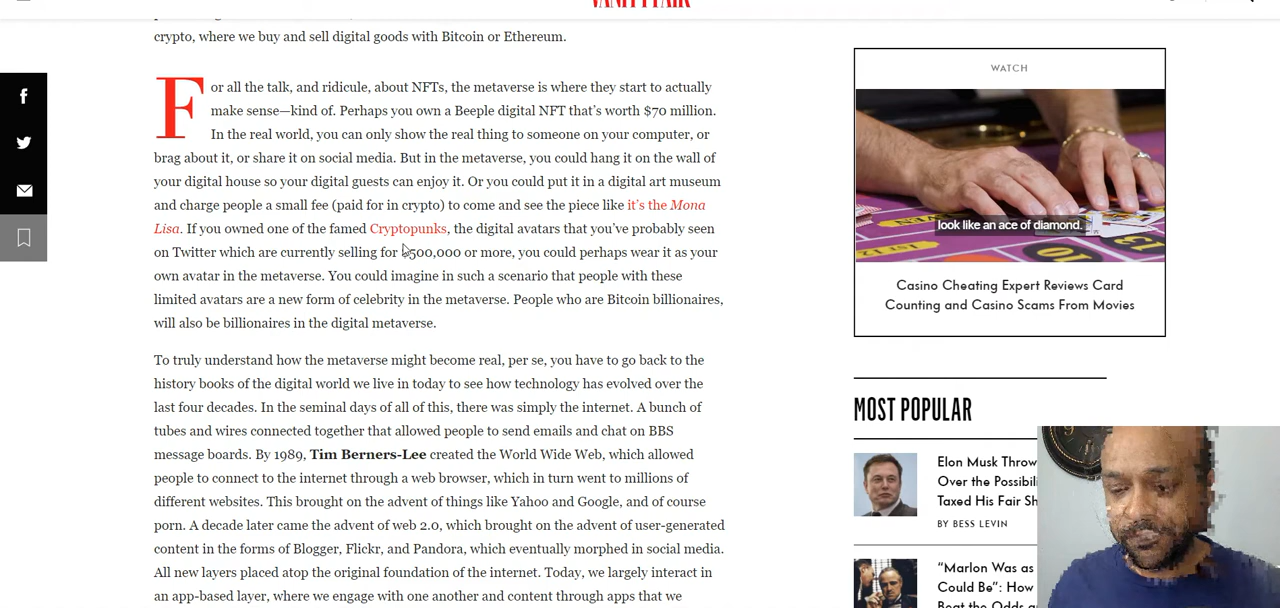 VANITY FAIR
crypto, where we buy and sell digital goods with Bitcoin or Ethereum.
For all the talk, and ridicule, about NFTs, the metaverse is where they start to actually
make sense—kind of. Perhaps you own a Beeple digital NFT that's worth $70 million.
In the real world, you can only show the real thing to someone on your computer, or
brag about it, or share it on social media. But in the metaverse, you could hang it on the wall of
your digital house so your digital guests can enjoy it. Or you could put it in a digital art museum
and charge people a small fee (paid for in crypto) to come and see the piece like it's the Mona
Lisa. If you owned one of the famed Cryptopunks, the digital avatars that you've probably seen
on Twitter which are currently selling for $500,000 or more, you could perhaps wear it as your
own avatar in the metaverse. You could imagine in such a scenario that people with these
limited avatars are a new form of celebrity in the metaverse. People who are Bitcoin billionaires,
will also be billionaires in the digital metaverse.
To truly understand how the metaverse might become real, per se, you have to go back to the
history books of the digital world we live in today to see how technology has evolved over the
last four decades. In the seminal days of all of this, there was simply the internet. A bunch of
tubes and wires connected together that allowed people to send emails and chat on BBS
message boards. By 1989, Tim Berners-Lee created the World Wide Web, which allowed
people to connect to the internet through a web browser, which in turn went to millions of
different websites. This brought on the advent of things like Yahoo and Google, and of course
porn. A decade later came the advent of web 2.0, which brought on the advent of user-generated
content in the forms of Blogger, Flickr, and Pandora, which eventually morphed in social media.
All new layers placed atop the original foundation of the internet. Today, we largely interact in
an app-based layer, where we engage with one another and content through apps that we
WATCH
look like an ace of diamond.
Casino Cheating Expert Reviews Card
Counting and Casino Scams From Movies
MOST POPULAR
Elon Musk Throw
Over the Possibili
Taxed His Fair Sh
BY BESS LEVIN
"Marlon Was as
Could Be": How
Beat the Odds a